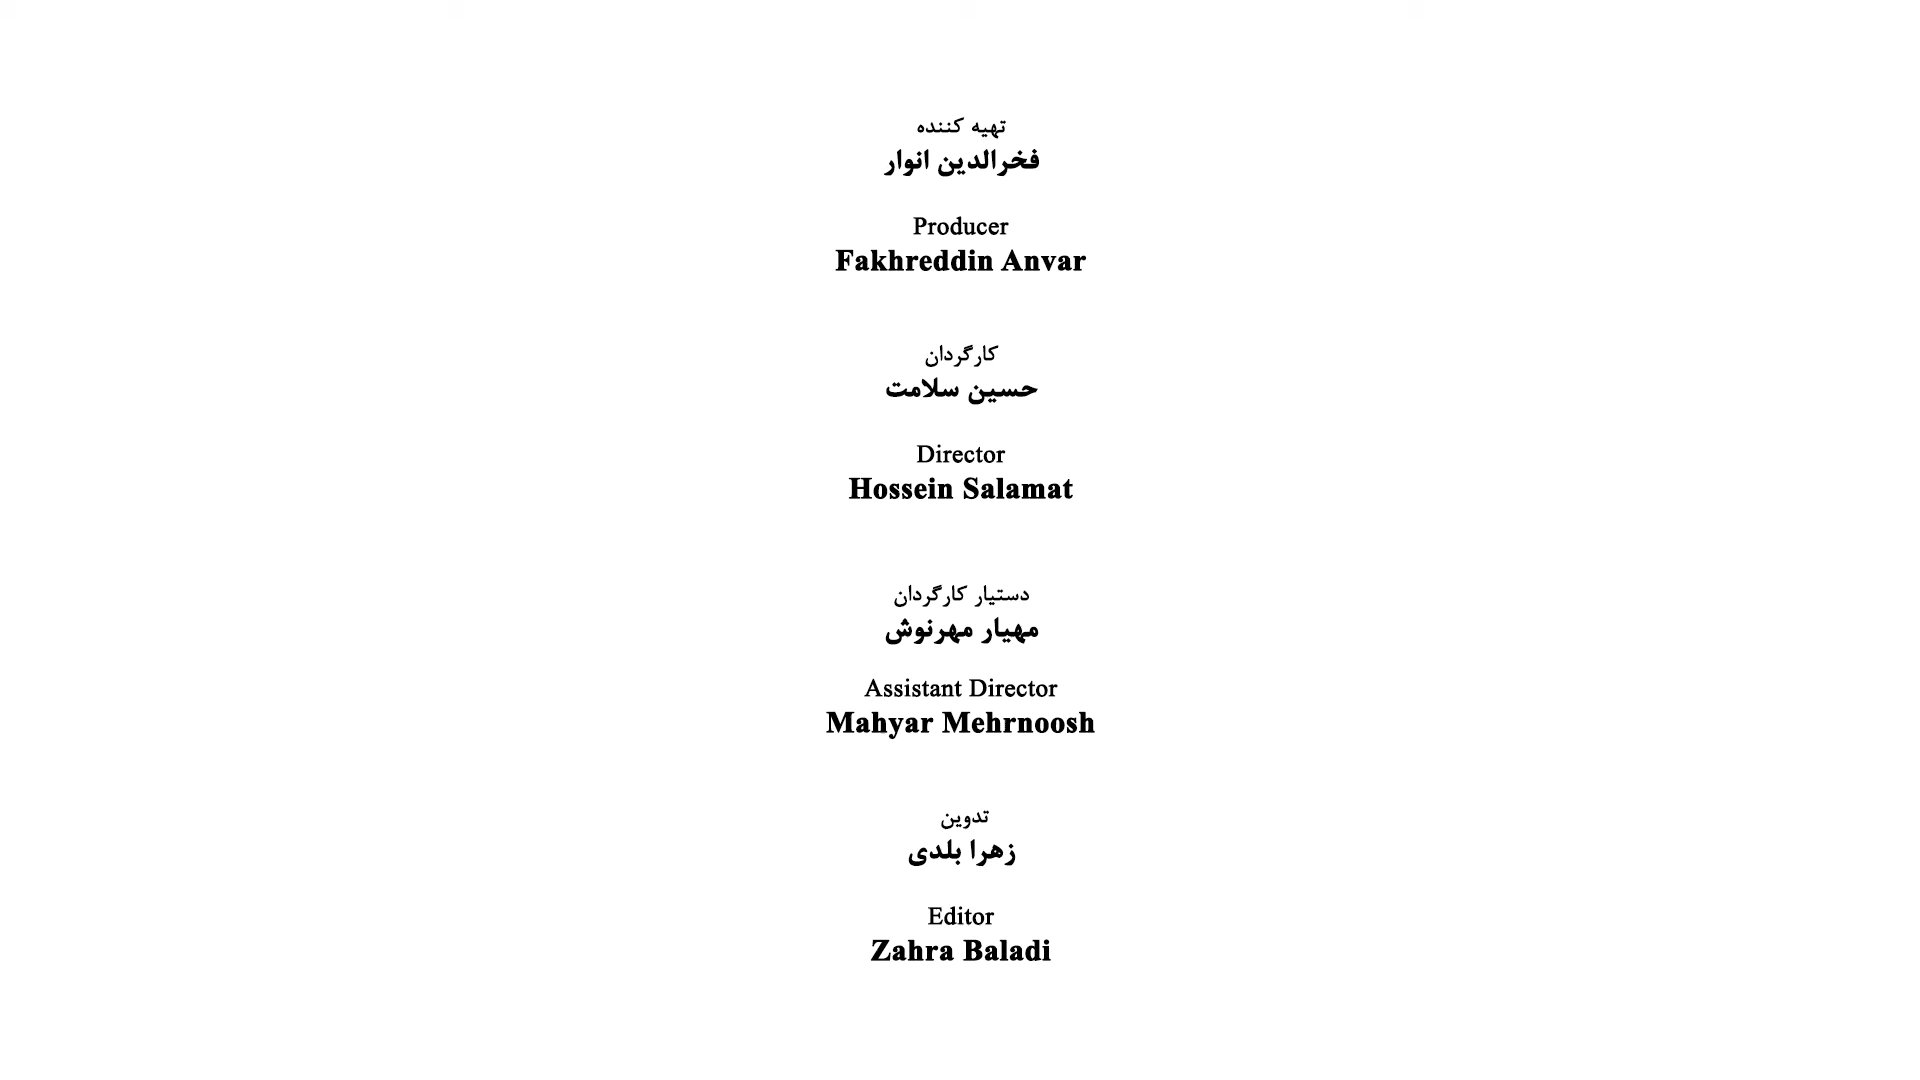 تهیه کننده
فخرالدین انوار
Producer
Fakhreddin Anvar
کارگردان
حسین سلامت
Director
Hossein Salamat
دستیار کارگردان
مهیار مهرنوش
Assistant Director
Mahyar Mehrnoosh
تدوین
زهرا بلدی
Editor
Zahra Baladi